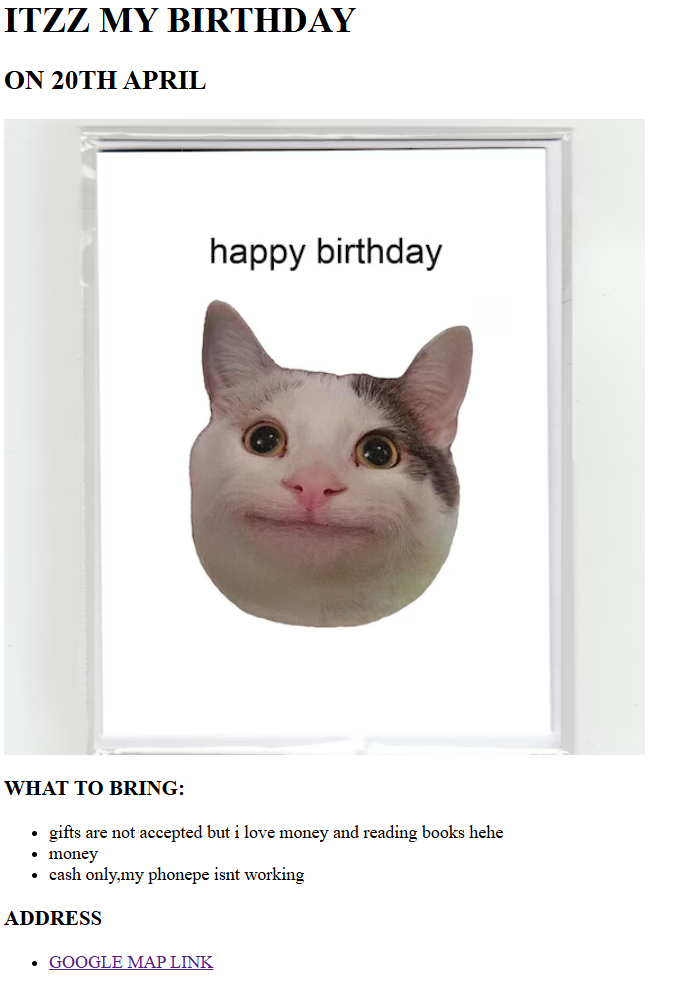 ITZZ MY BIRTHDAY
ON 20TH APRIL
happy birthday
WHAT TO BRING:
gifts are not accepted but i love money and reading books hehe
money
cash only,my phonepe isnt working
ADDRESS
GOOGLE MAP LINK